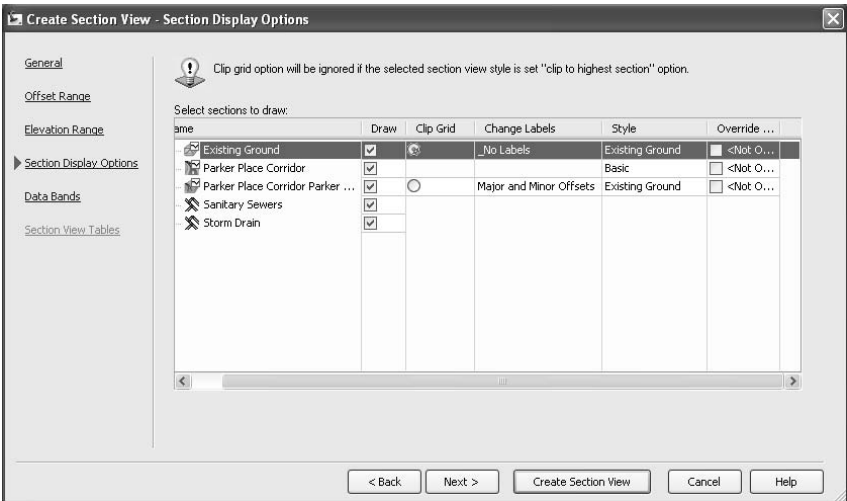 Create Section View - Section Display Options
General
Offset Range
Elevation Range
Section Display Options
Data Bands
Section View Tables
Clip grid option will be ignored if the selected section view style is set "clip to highest section" option.
Select sections to draw:
ame Draw Clip Grid Change Labels Style Override ...
Existing Ground _No Labels Existing Ground <Not O...
Parker Place Corridor Basic <Not O...
Parker Place Corridor Parker ... Major and Minor Offsets Existing Ground <Not O...
Sanitary Sewers
Storm Drain
< Back Next > Create Section View Cancel Help